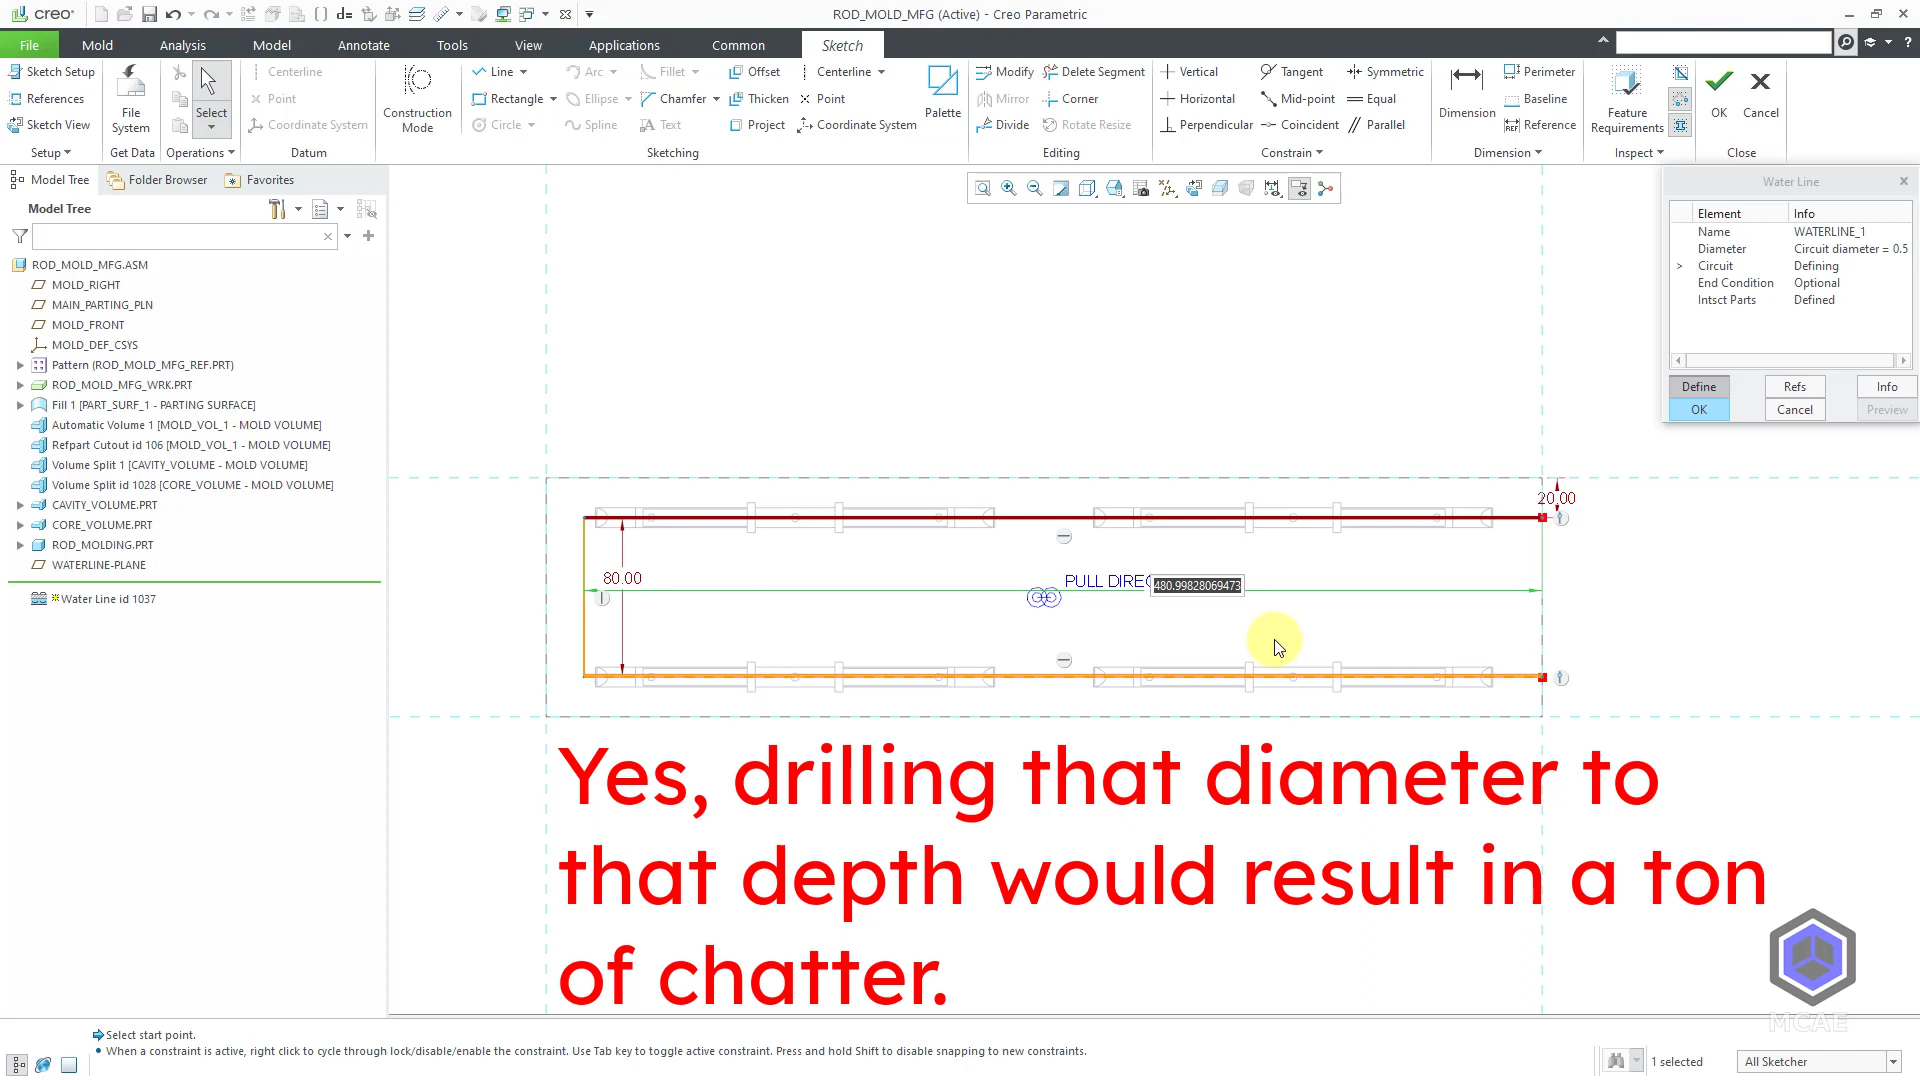 creo
ROD_MOLD_MFG (Active) - Creo Parametric
File Mold Analysis Model Annotate Tools View Applications Common Sketch
Sketch Setup
References
Sketch View
Setup
File System
Get Data
Select
Operations
Centerline
Point
Coordinate System
Datum
Construction Mode
Line Arc Fillet Offset Centerline
Rectangle Ellipse Chamfer Thicken Point
Circle Spline Text Project Coordinate System
Palette
Sketching
Modify Delete Segment
Mirror Corner
Divide Rotate Resize
Editing
Vertical Tangent Symmetric
Horizontal Mid-point Equal
Perpendicular Coincident Parallel
Constrain
Dimension
Perimeter
Baseline
Reference
Dimension
Feature Requirements
Inspect
OK
Cancel
Close
Model Tree Folder Browser Favorites
Model Tree
ROD_MOLD_MFG.ASM
MOLD_RIGHT
MAIN_PARTING_PLN
MOLD_FRONT
MOLD_DEF_CSYS
Pattern (ROD_MOLD_MFG_REF.PRT)
ROD_MOLD_MFG_WRK.PRT
Fill 1 [PART_SURF_1 - PARTING SURFACE]
Automatic Volume 1 [MOLD_VOL_1 - MOLD VOLUME]
Refpart Cutout id 106 [MOLD_VOL_1 - MOLD VOLUME]
Volume Split 1 [CAVITY_VOLUME - MOLD VOLUME]
Volume Split id 1028 [CORE_VOLUME - MOLD VOLUME]
CAVITY_VOLUME.PRT
CORE_VOLUME.PRT
ROD_MOLDING.PRT
WATERLINE-PLANE
Water Line id 1037
Water Line
Element Info
Name WATERLINE_1
Diameter Circuit diameter = 0.5
> Circuit Defining
End Condition Optional
Intsct Parts Defined
Define Refs Info
OK Cancel Preview
20.00
80.00
PULL DIREC
480.99828069473
Yes, drilling that diameter to
that depth would result in a ton
of chatter.
MCAE
Select start point.
When a constraint is active, right click to cycle through lock/disable/enable the constraint. Use Tab key to toggle active constraint. Press and hold Shift to disable snapping to new constraints.
1 selected
All Sketcher